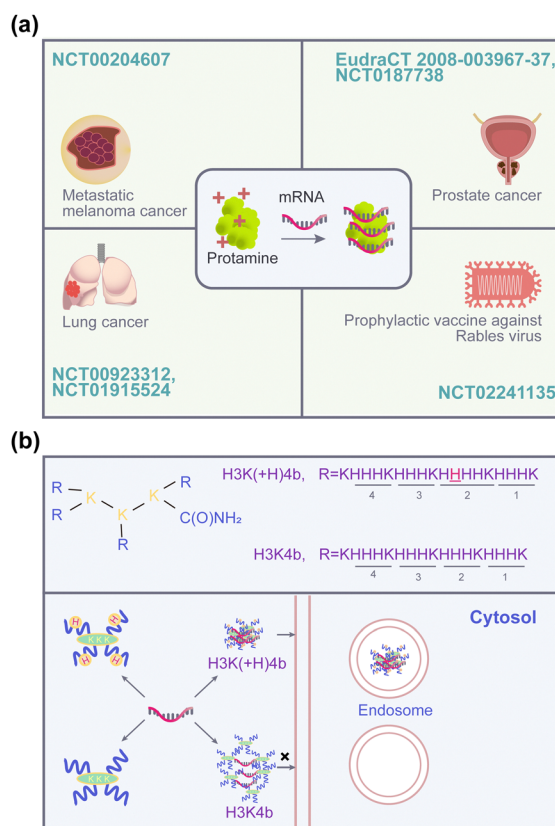 (a)
NCT00204607
EudraCT 2008-003967-37,
NCT0187738
Metastatic
melanoma cancer
Prostate cancer
mRNA
Protamine
Lung cancer
Prophylactic vaccine against
Rables virus
NCT00923312,
NCT01915524
NCT02241135
(b)
R
R
R
K
K
K
R
C(O)NH₂
H3K(+H)4b, R=KHHHKHHHKHHHHKHHHK
4 3 2 1
H3K4b, R=KHHHKHHHKHHHKHHHK
4 3 2 1
Cytosol
H H
KKK
H H
H3K(+H)4b
Endosome
KKK
H3K4b